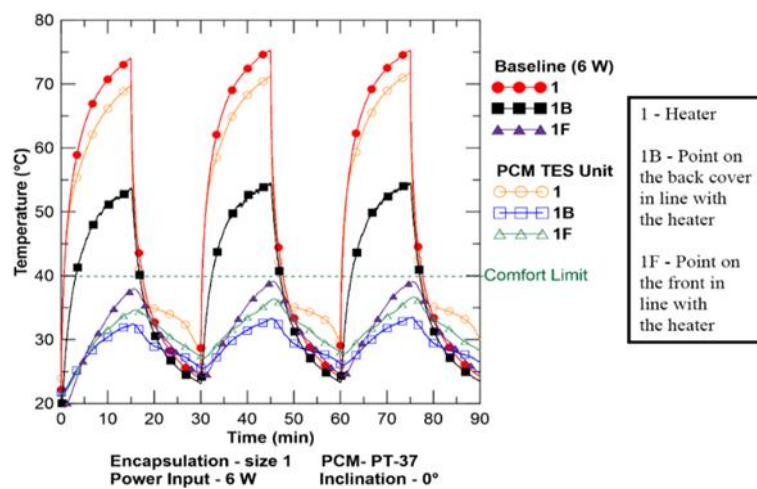 80
70
60
50
40
30
20
Temperature (°C)
0
10
20
30
40
50
60
70
80
90
Time (min)
Comfort Limit
Baseline (6 W)
1
1B
1F
PCM TES Unit
1
1B
1F
1 - Heater
1B - Point on
the back cover
in line with
the heater
1F - Point on
the front in
line with
the heater
Encapsulation - size 1 PCM- PT-37
Power Input - 6 W Inclination - 0°